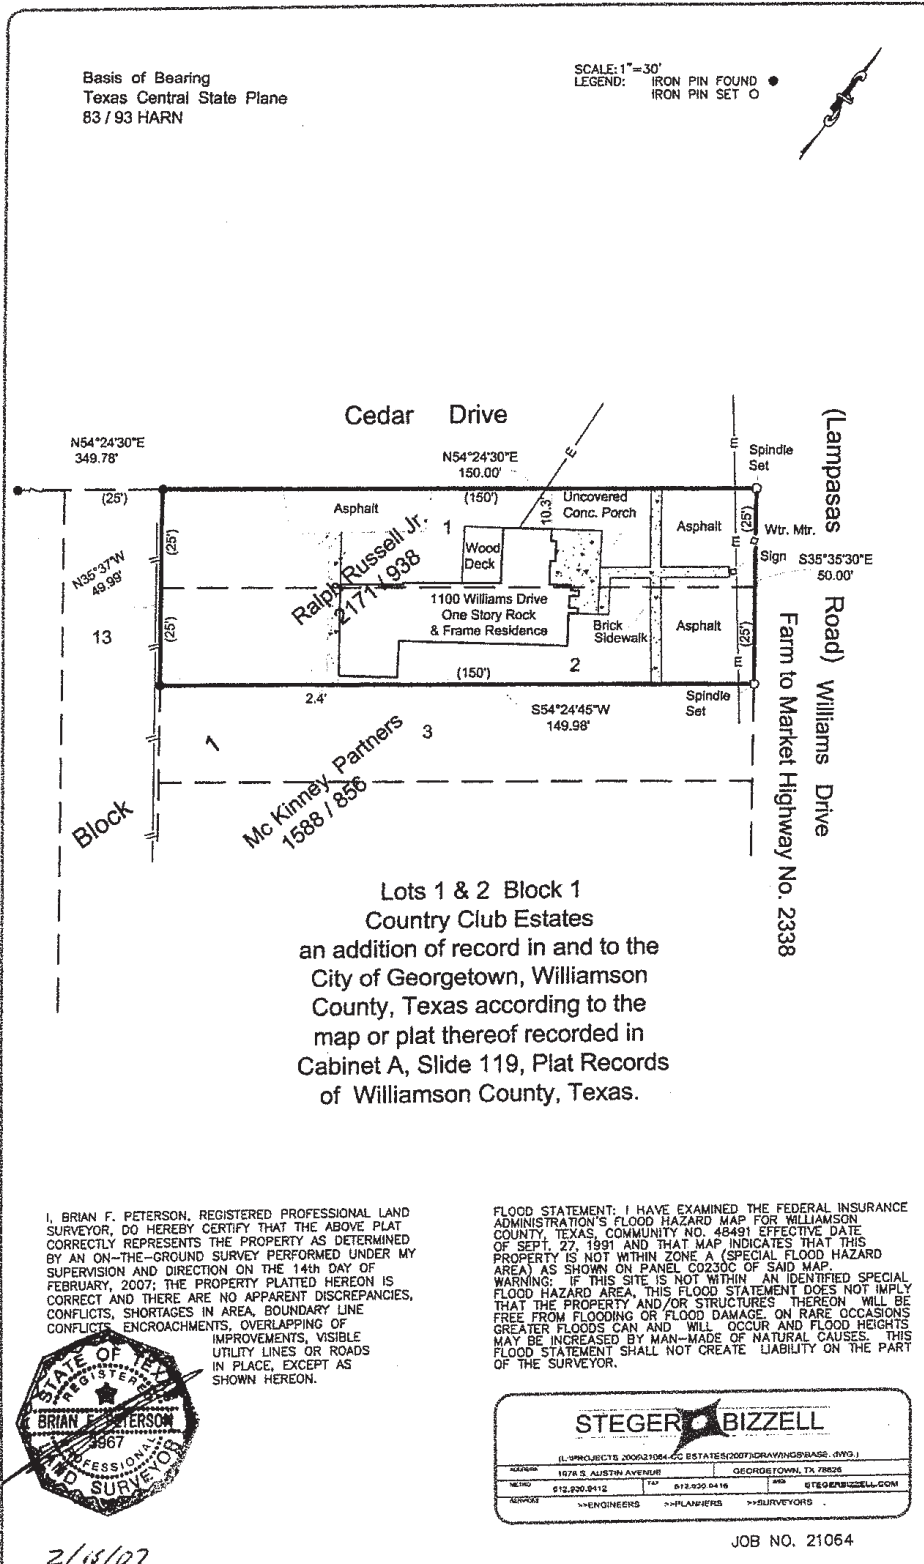 Basis of Bearing
Texas Central State Plane
83 / 93 HARN
SCALE: 1"=30'
LEGEND: IRON PIN FOUND
IRON PIN SET
Cedar Drive
N54°24'30"E
349.78'
(25')
N54°24'30"E
150.00'
(150')
E
E
Spindle
Set
(Lampasas Road) Williams Drive
Farm to Market Highway No. 2338
Asphalt
1
10.3'
Uncovered
Conc. Porch
Asphalt
(25')
Wtr. Mtr.
Sign
E
S35°35'30"E
50.00'
(25')
N35°37'W
49.99'
Wood
Deck
Ralph Russell Jr.
2171 / 938
1100 Williams Drive
One Story Rock
& Frame Residence
Brick
Sidewalk
Asphalt
(25')
13
(25')
(150')
2
E
2.4'
S54°24'45"W
149.98'
Spindle
Set
1
3
Mc Kinney Partners
1588 / 856
Block
Lots 1 & 2 Block 1
Country Club Estates
an addition of record in and to the
City of Georgetown, Williamson
County, Texas according to the
map or plat thereof recorded in
Cabinet A, Slide 119, Plat Records
of Williamson County, Texas.
I, BRIAN F. PETERSON, REGISTERED PROFESSIONAL LAND
SURVEYOR, DO HEREBY CERTIFY THAT THE ABOVE PLAT
CORRECTLY REPRESENTS THE PROPERTY AS DETERMINED
BY AN ON-THE-GROUND SURVEY PERFORMED UNDER MY
SUPERVISION AND DIRECTION ON THE 14th DAY OF
FEBRUARY, 2007; THE PROPERTY PLATTED HEREON IS
CORRECT AND THERE ARE NO APPARENT DISCREPANCIES,
CONFLICTS, SHORTAGES IN AREA, BOUNDARY LINE
CONFLICTS, ENCROACHMENTS, OVERLAPPING OF
IMPROVEMENTS, VISIBLE
UTILITY LINES OR ROADS
IN PLACE, EXCEPT AS
SHOWN HEREON.
STATE OF TEXAS
REGISTERED
BRIAN F. PETERSON
3967
PROFESSIONAL
LAND SURVEYOR
2/15/07
FLOOD STATEMENT: I HAVE EXAMINED THE FEDERAL INSURANCE
ADMINISTRATION'S FLOOD HAZARD MAP FOR WILLIAMSON
COUNTY, TEXAS, COMMUNITY NO. 48491 EFFECTIVE DATE
OF SEPT. 27, 1991 AND THAT MAP INDICATES THAT THIS
PROPERTY IS NOT WITHIN ZONE A (SPECIAL FLOOD HAZARD
AREA) AS SHOWN ON PANEL C0230C OF SAID MAP.
WARNING: IF THIS SITE IS NOT WITHIN AN IDENTIFIED SPECIAL
FLOOD HAZARD AREA, THIS FLOOD STATEMENT DOES NOT IMPLY
THAT THE PROPERTY AND/OR STRUCTURES THEREON WILL BE
FREE FROM FLOODING OR FLOOD DAMAGE. ON RARE OCCASIONS
GREATER FLOODS CAN AND WILL OCCUR AND FLOOD HEIGHTS
MAY BE INCREASED BY MAN-MADE OF NATURAL CAUSES. THIS
FLOOD STATEMENT SHALL NOT CREATE LIABILITY ON THE PART
OF THE SURVEYOR.
STEGER BIZZELL
ADDRESS 1978 S. AUSTIN AVENUE GEORGETOWN, TX 78626
METRO 512.930.9412 FAX 512.930.9416 WEB STEGERBIZZELL.COM
SERVICES >>ENGINEERS >>PLANNERS >>SURVEYORS
JOB NO. 21064